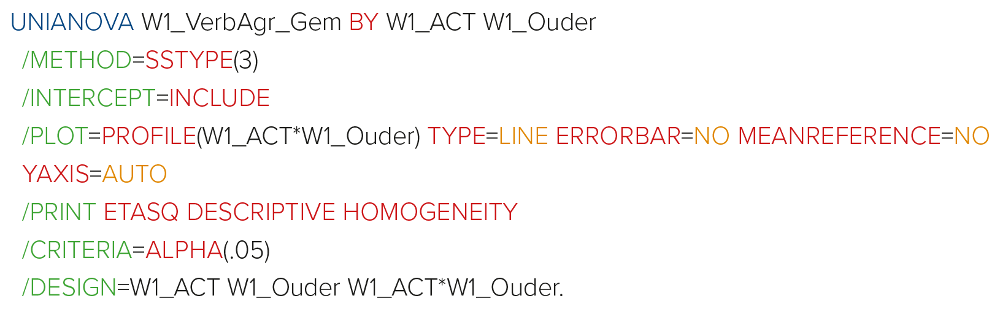 UNIANOVA W1_VerbAgr_Gem BY W1_ACT W1_Ouder
/METHOD=SSTYPE(3)
/INTERCEPT=INCLUDE
/PLOT=PROFILE(W1_ACT*W1_Ouder) TYPE=LINE ERRORBAR=NO MEANREFERENCE=NO
YAXIS=AUTO
/PRINT ETASQ DESCRIPTIVE HOMOGENEITY
/CRITERIA=ALPHA(.05)
/DESIGN=W1_ACT W1_Ouder W1_ACT*W1_Ouder.